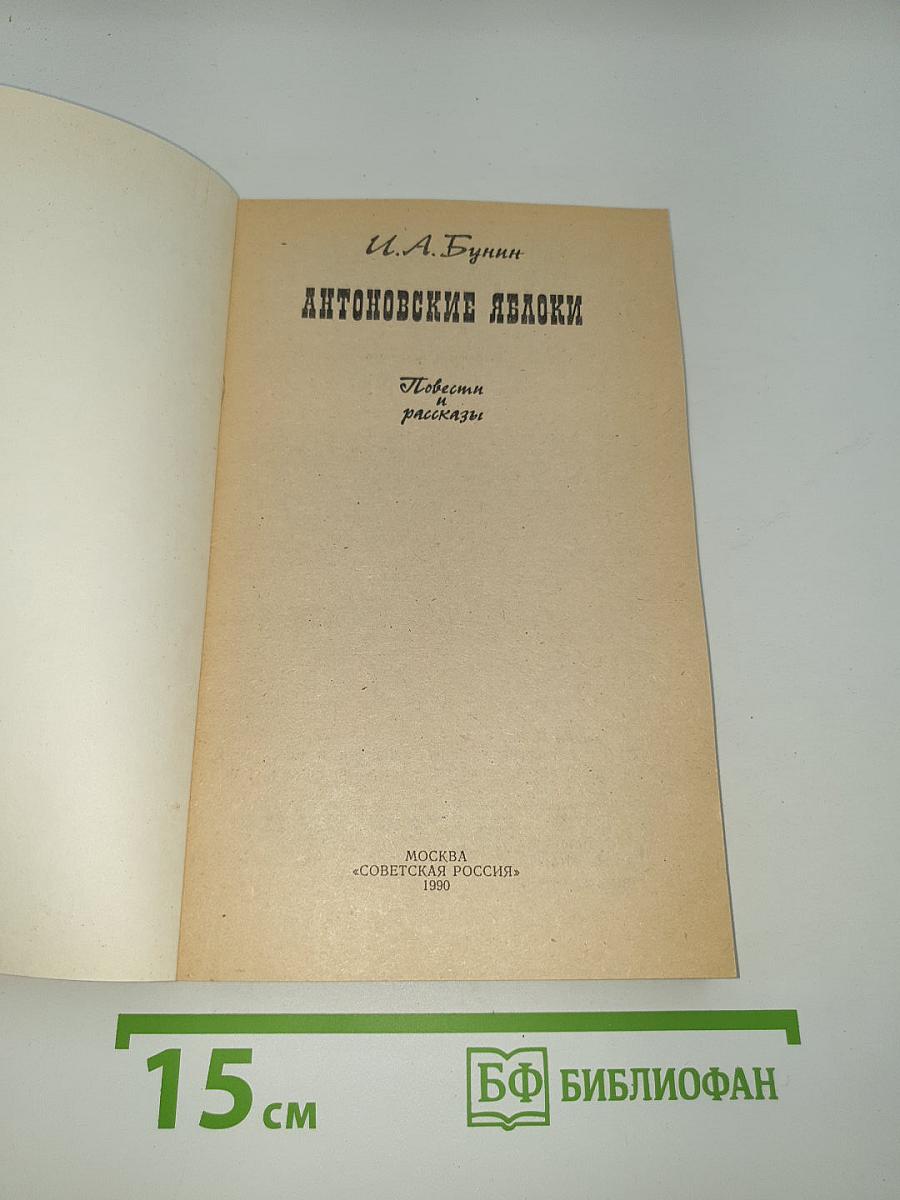 И. А. Бунин
АНТОНОВСКИЕ ЯБЛОКИ
Повести
и
рассказы
МОСКВА
«СОВЕТСКАЯ РОССИЯ»
1990
15 см
БФ БИБЛИОФАН